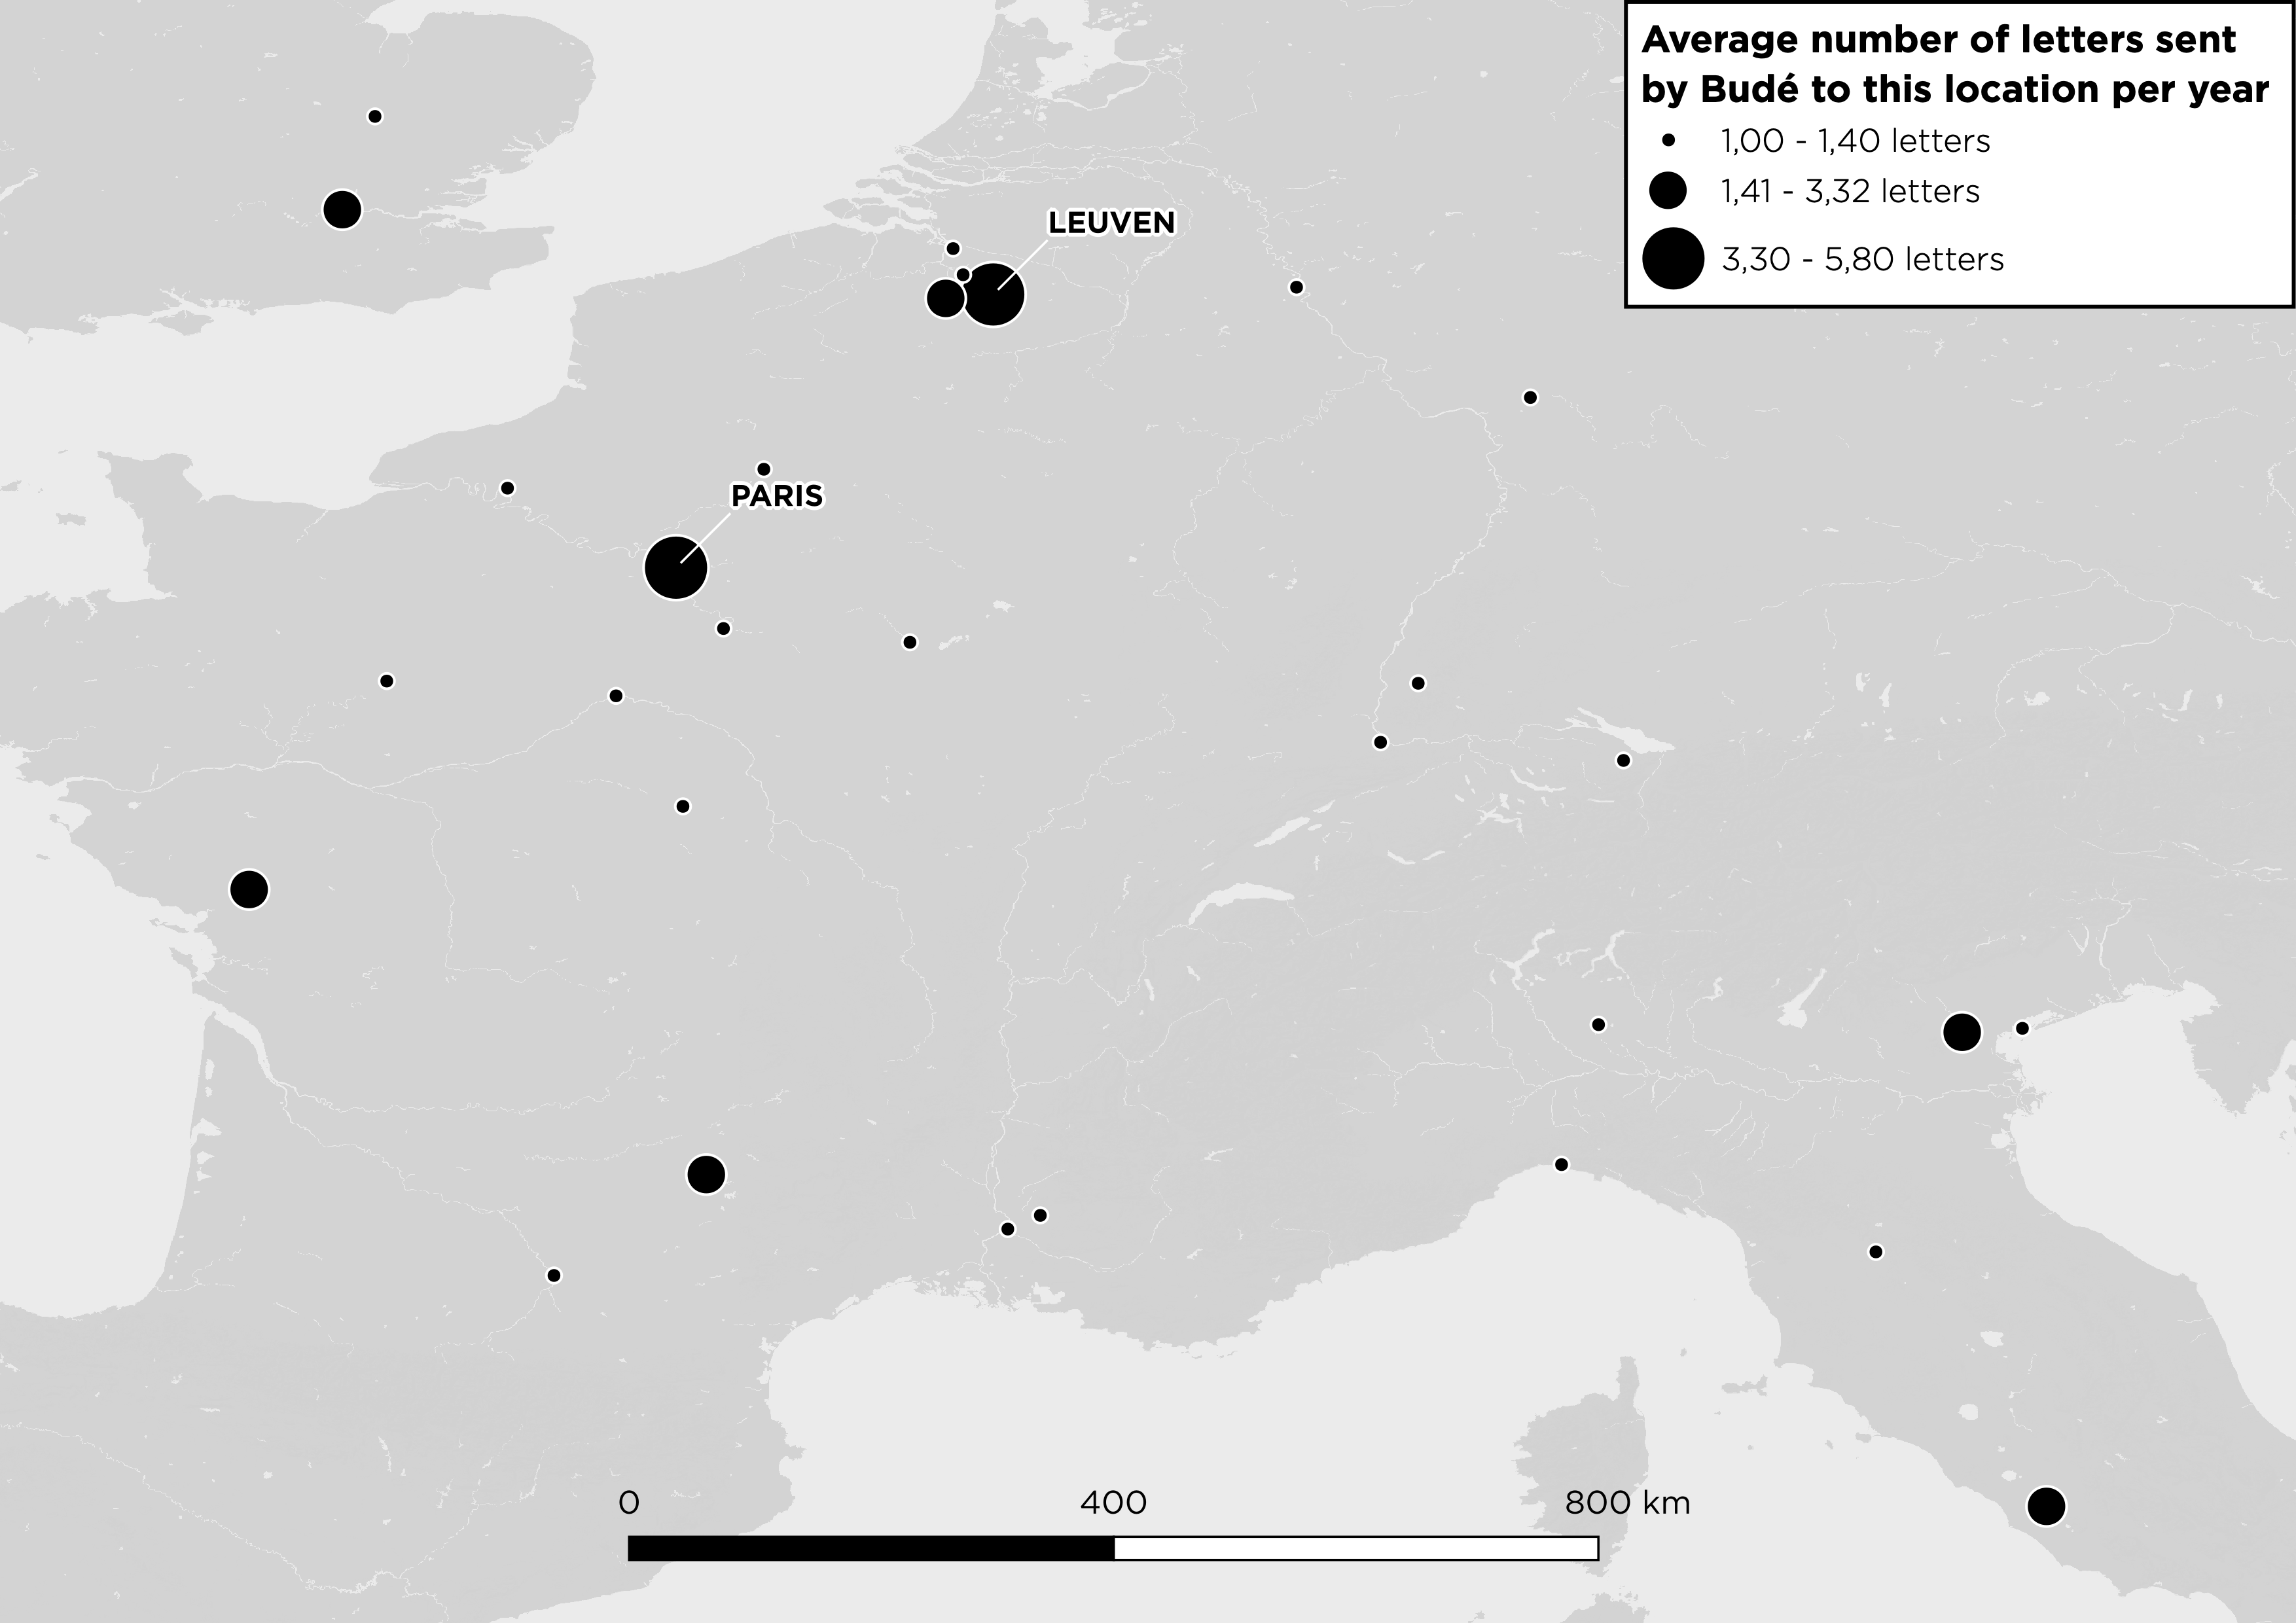 Average number of letters sent
by Budé to this location per year
1,00 - 1,40 letters
1,41 - 3,32 letters
3,30 - 5,80 letters
LEUVEN
PARIS
0 400 800 km